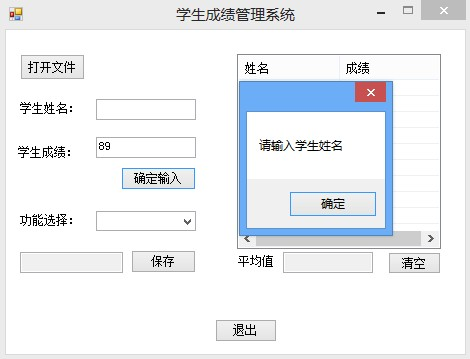 学生成绩管理系统
打开文件
姓名 成绩
学生姓名：
请输入学生姓名
学生成绩： 89
确定输入
确定
功能选择：
保存
平均值
清空
退出